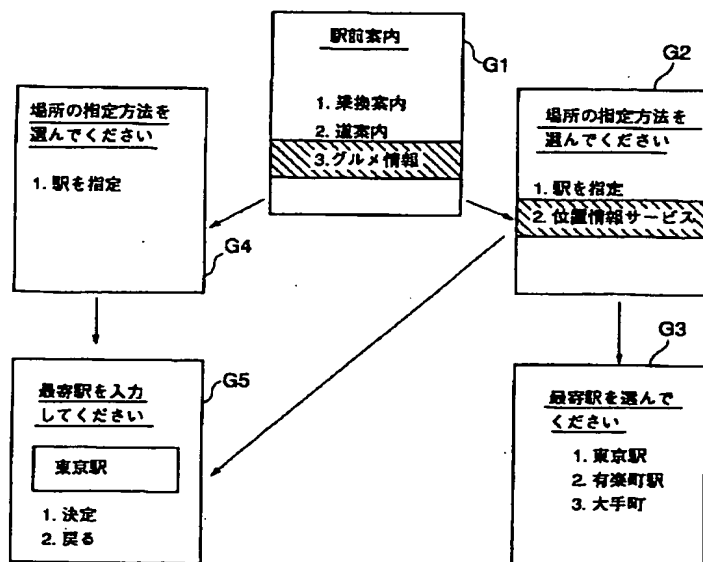 駅前案内
1. 乗換案内
2. 道案内
3. グルメ情報
G1
場所の指定方法を
選んでください
1. 駅を指定
G4
G2
場所の指定方法を
選んでください
1. 駅を指定
2. 位置情報サービス
最寄駅を入力
してください
東京駅
1. 決定
2. 戻る
G5
G3
最寄駅を選んで
ください
1. 東京駅
2. 有楽町駅
3. 大手町